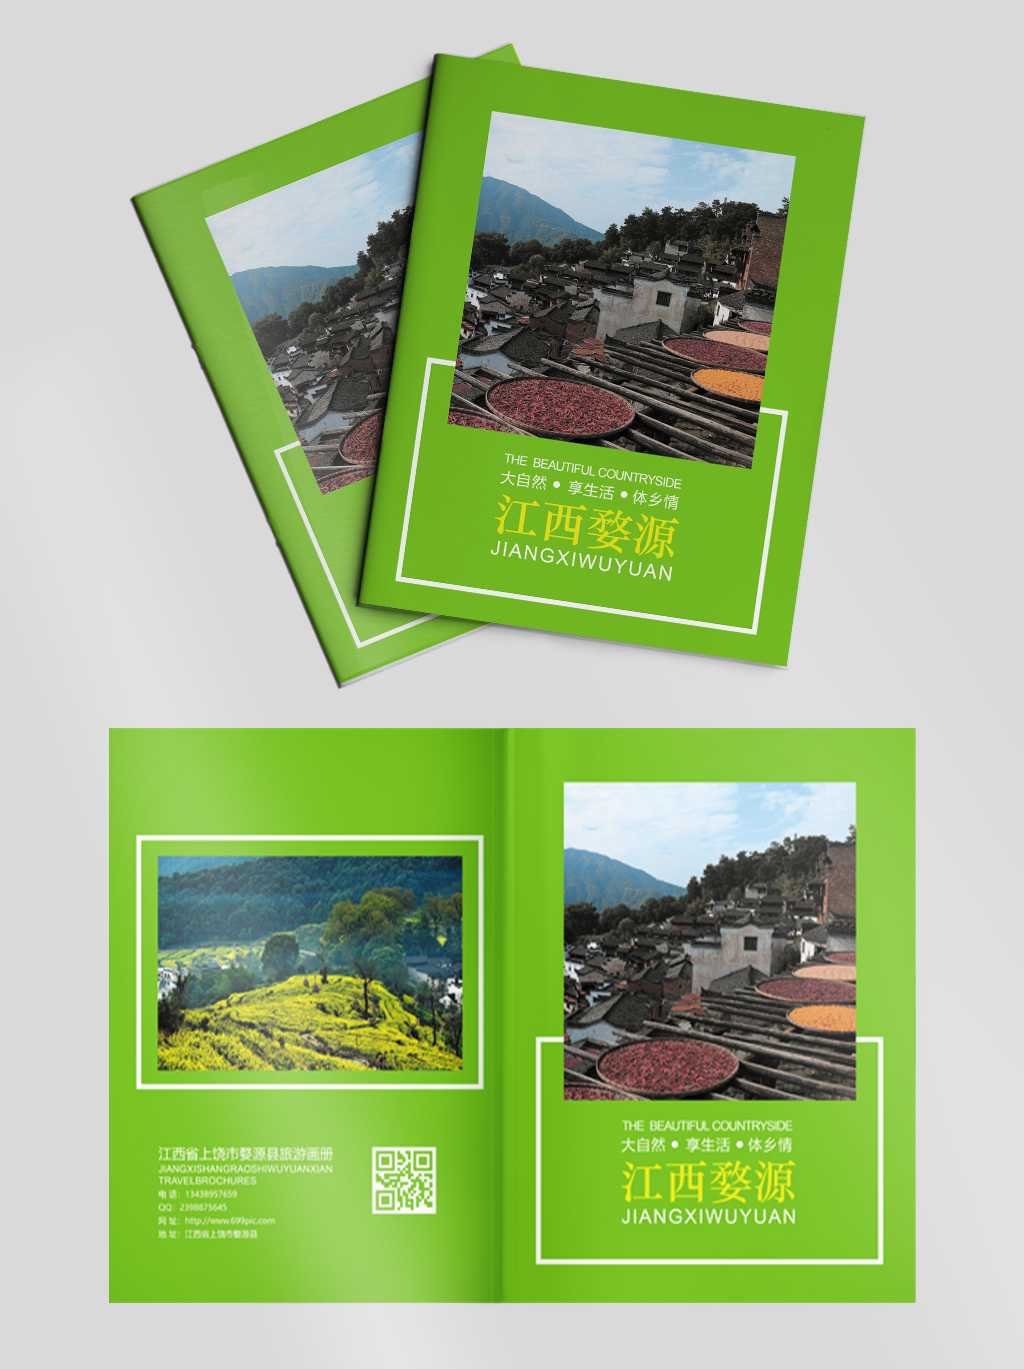 THE BEAUTIFUL COUNTRYSIDE
大自然 ● 享生活 ● 体乡情
江西婺源
JIANGXIWUYUAN
江西省上饶市婺源县旅游画册
JIANGXISHANGRAOSHIWUYUANXIAN
TRAVELBROCHURES
电 话：13438957659
QQ：2398875645
网 址：http://www.699pic.com
地 址：江西省上饶市婺源县
THE BEAUTIFUL COUNTRYSIDE
大自然 ● 享生活 ● 体乡情
江西婺源
JIANGXIWUYUAN